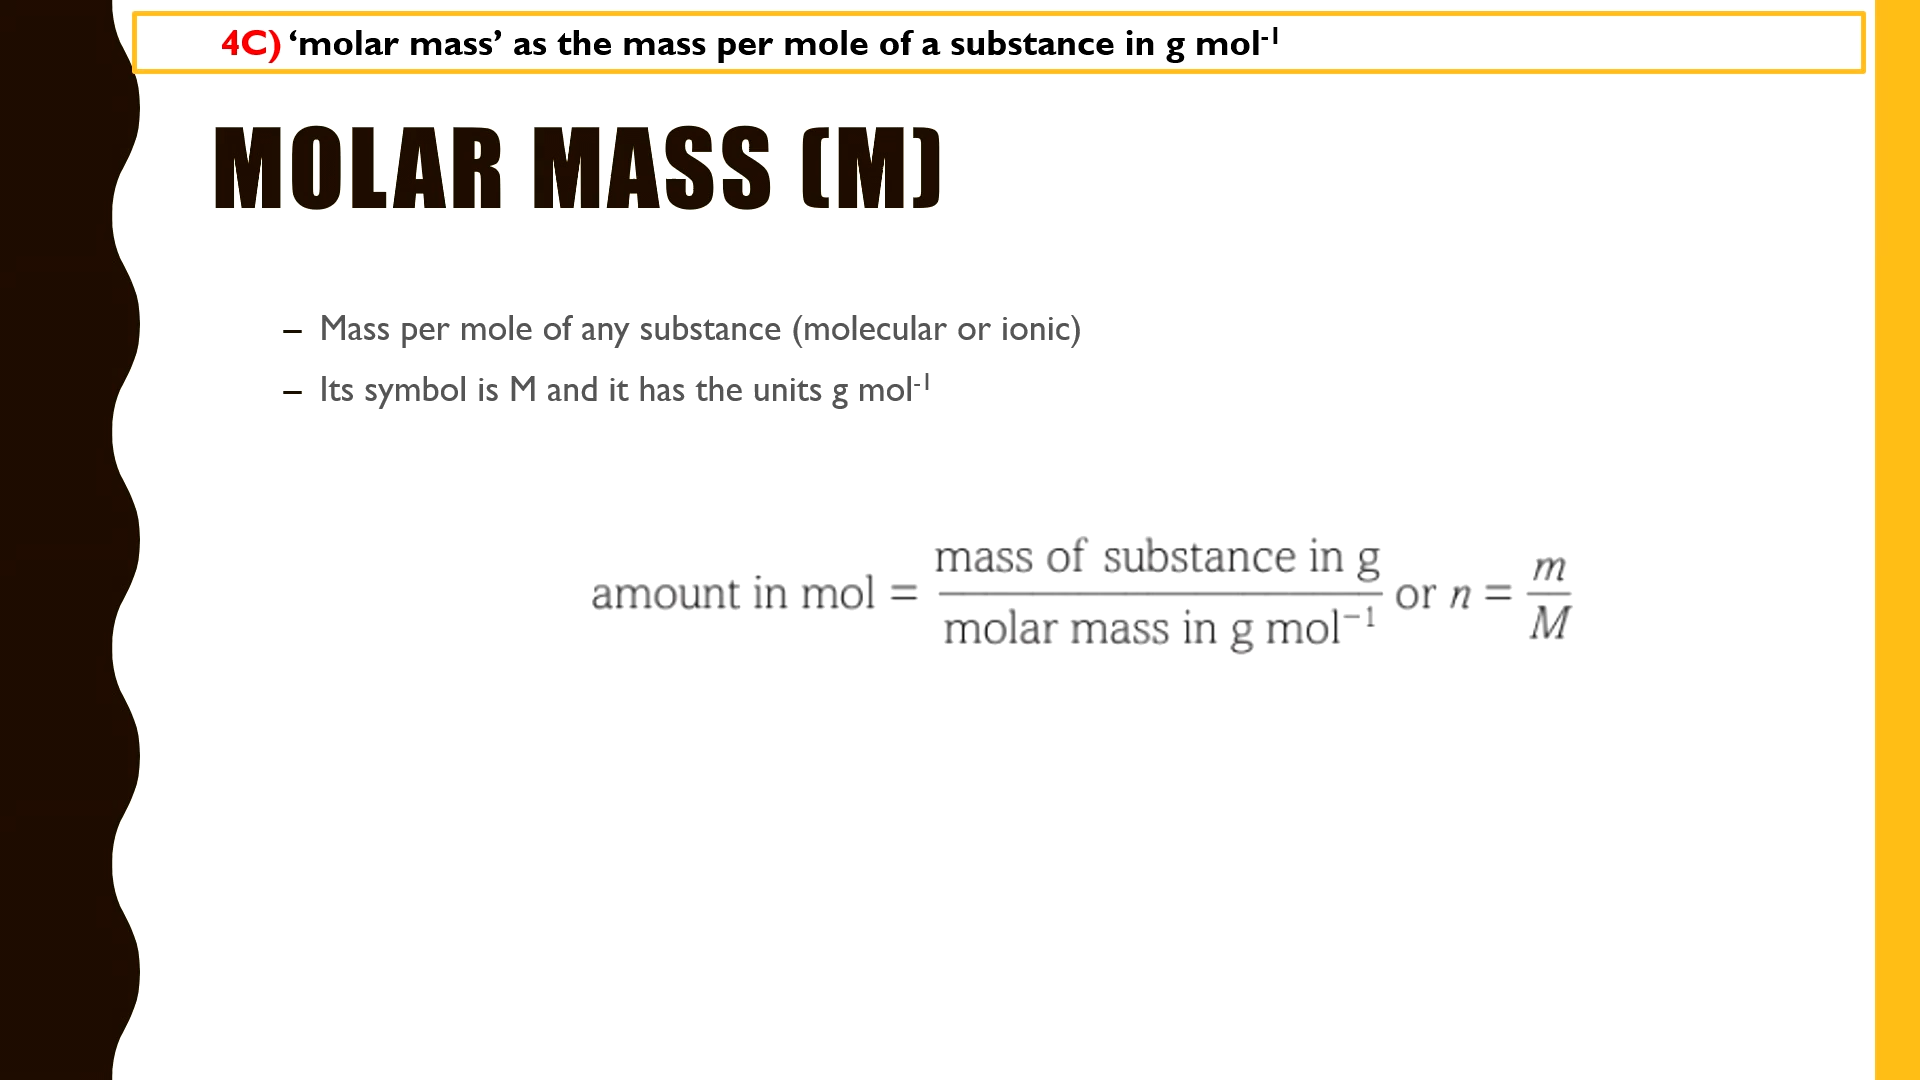 4C) ‘molar mass’ as the mass per mole of a substance in g mol⁻¹
MOLAR MASS (M)
– Mass per mole of any substance (molecular or ionic)
– Its symbol is M and it has the units g mol⁻¹
amount in mol = mass of substance in g / molar mass in g mol⁻¹ or n = m / M